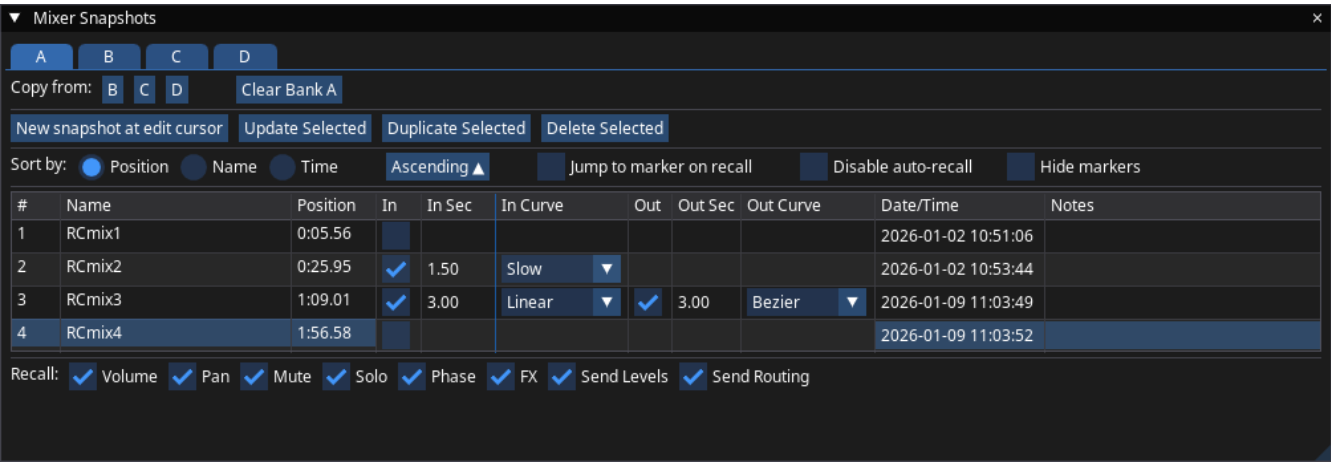 Mixer Snapshots
A B C D
Copy from: B C D Clear Bank A
New snapshot at edit cursor Update Selected Duplicate Selected Delete Selected
Sort by: Position Name Time Ascending ▲ Jump to marker on recall Disable auto-recall Hide markers
# Name Position In In Sec In Curve Out Out Sec Out Curve Date/Time Notes
1 RCmix1 0:05.56 2026-01-02 10:51:06
2 RCmix2 0:25.95 1.50 Slow 2026-01-02 10:53:44
3 RCmix3 1:09.01 3.00 Linear 3.00 Bezier 2026-01-09 11:03:49
4 RCmix4 1:56.58 2026-01-09 11:03:52
Recall: Volume Pan Mute Solo Phase FX Send Levels Send Routing